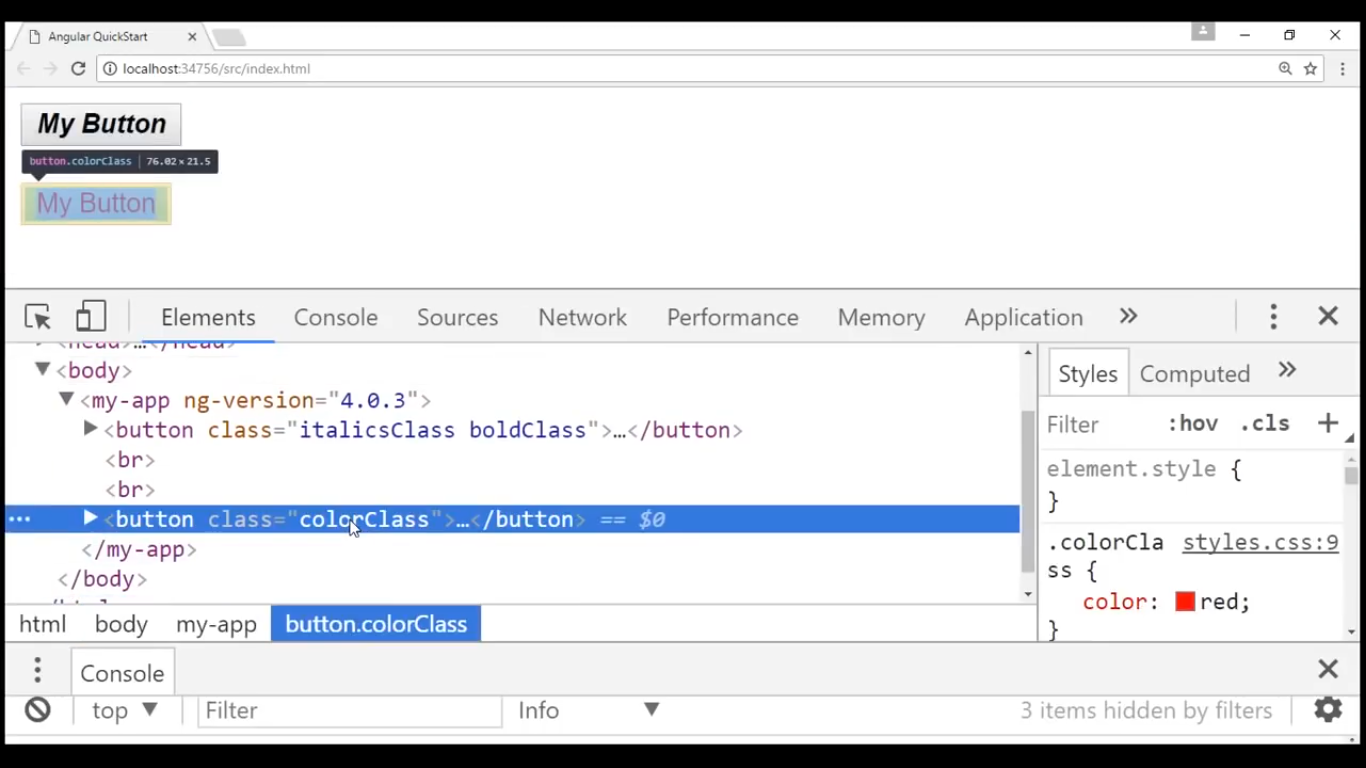 Angular QuickStart
localhost:34756/src/index.html
My Button
button.colorClass | 76.02×21.5
My Button
Elements Console Sources Network Performance Memory Application »
<head>…</head>
<body>
<my-app ng-version="4.0.3">
<button class="italicsClass boldClass">…</button>
<br>
<br>
<button class="colorClass">…</button> == $0
</my-app>
</body>
html body my-app button.colorClass
Styles Computed »
Filter :hov .cls +
element.style {
}
.colorCla styles.css:9
ss {
color: red;
}
Console
top Filter Info 3 items hidden by filters